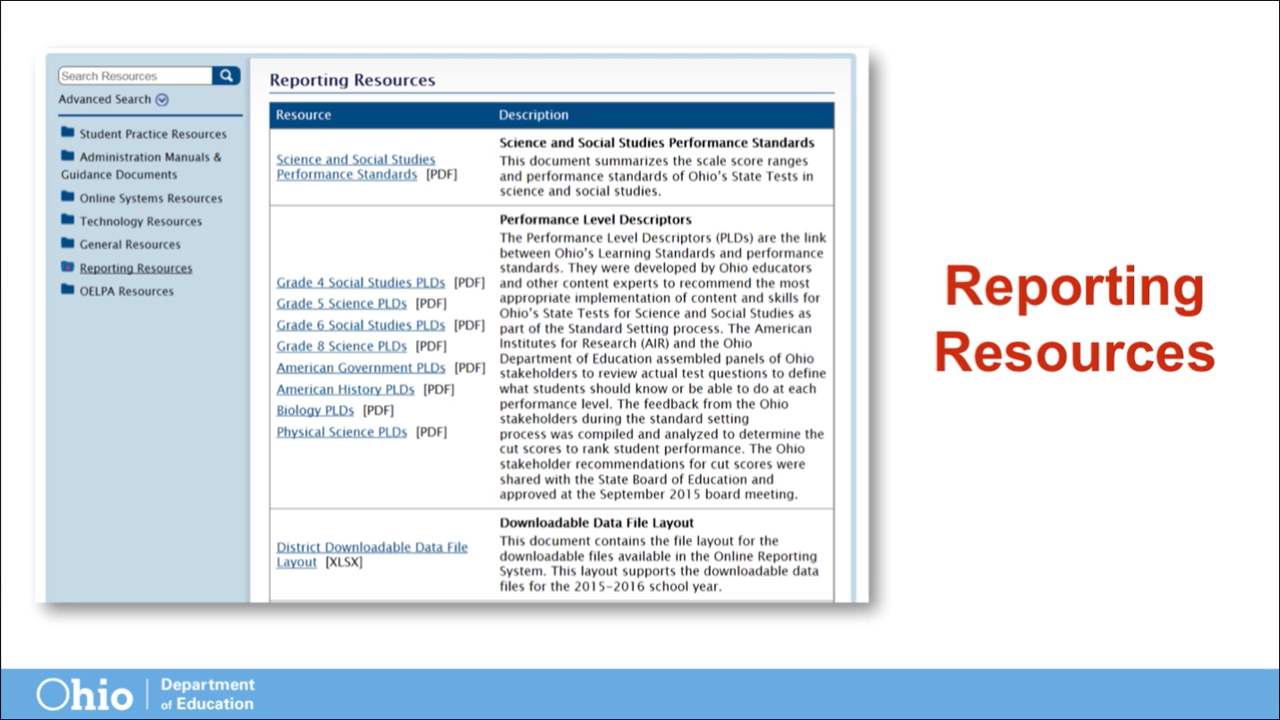 Search Resources
Advanced Search
Student Practice Resources
Administration Manuals &
Guidance Documents
Online Systems Resources
Technology Resources
General Resources
Reporting Resources
OELPA Resources
Reporting Resources
Resource Description
Science and Social Studies
Performance Standards [PDF]
Science and Social Studies Performance Standards
This document summarizes the scale score ranges
and performance standards of Ohio's State Tests in
science and social studies.
Grade 4 Social Studies PLDs [PDF]
Grade 5 Science PLDs [PDF]
Grade 6 Social Studies PLDs [PDF]
Grade 8 Science PLDs [PDF]
American Government PLDs [PDF]
American History PLDs [PDF]
Biology PLDs [PDF]
Physical Science PLDs [PDF]
Performance Level Descriptors
The Performance Level Descriptors (PLDs) are the link
between Ohio's Learning Standards and performance
standards. They were developed by Ohio educators
and other content experts to recommend the most
appropriate implementation of content and skills for
Ohio's State Tests for Science and Social Studies as
part of the Standard Setting process. The American
Institutes for Research (AIR) and the Ohio
Department of Education assembled panels of Ohio
stakeholders to review actual test questions to define
what students should know or be able to do at each
performance level. The feedback from the Ohio
stakeholders during the standard setting
process was compiled and analyzed to determine the
cut scores to rank student performance. The Ohio
stakeholder recommendations for cut scores were
shared with the State Board of Education and
approved at the September 2015 board meeting.
District Downloadable Data File
Layout [XLSX]
Downloadable Data File Layout
This document contains the file layout for the
downloadable files available in the Online Reporting
System. This layout supports the downloadable data
files for the 2015-2016 school year.
Reporting
Resources
Ohio
Department
of Education